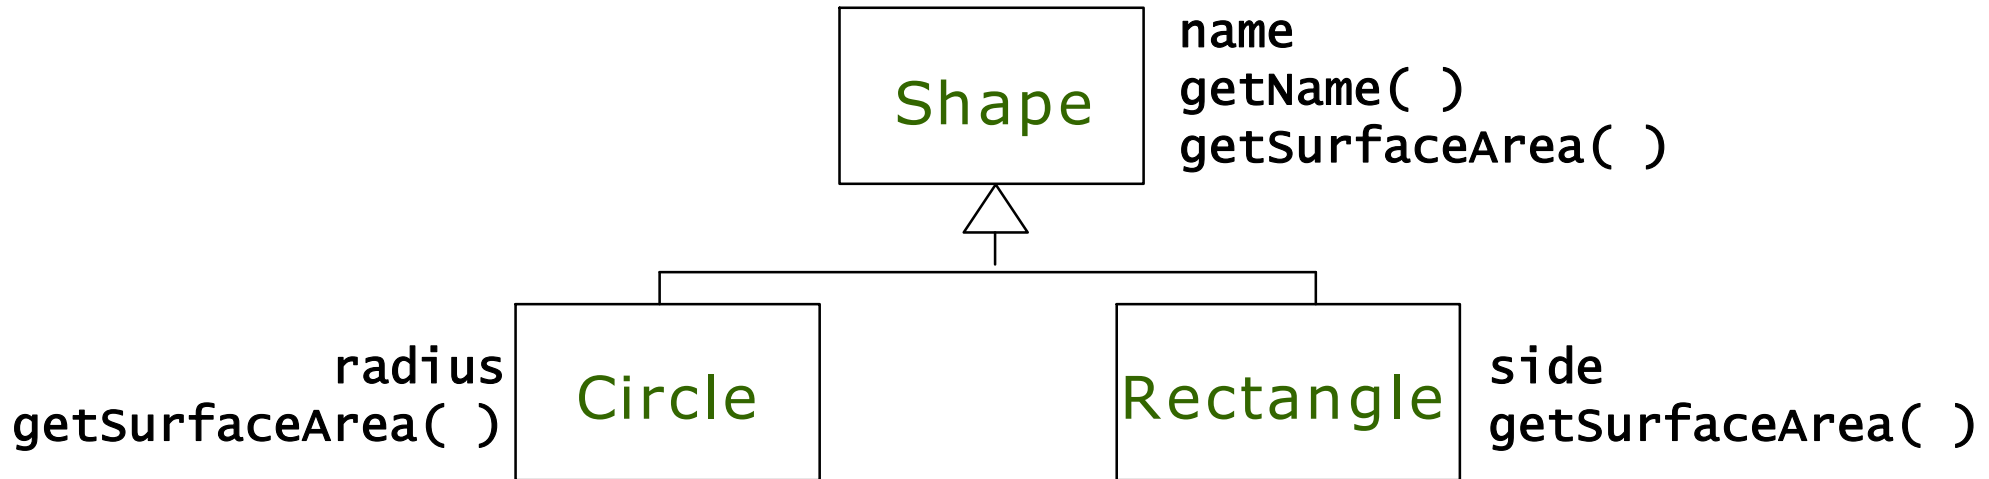 Shape
name
getName( )
getSurfaceArea( )
radius
getSurfaceArea( )
Circle
Rectangle
side
getSurfaceArea( )